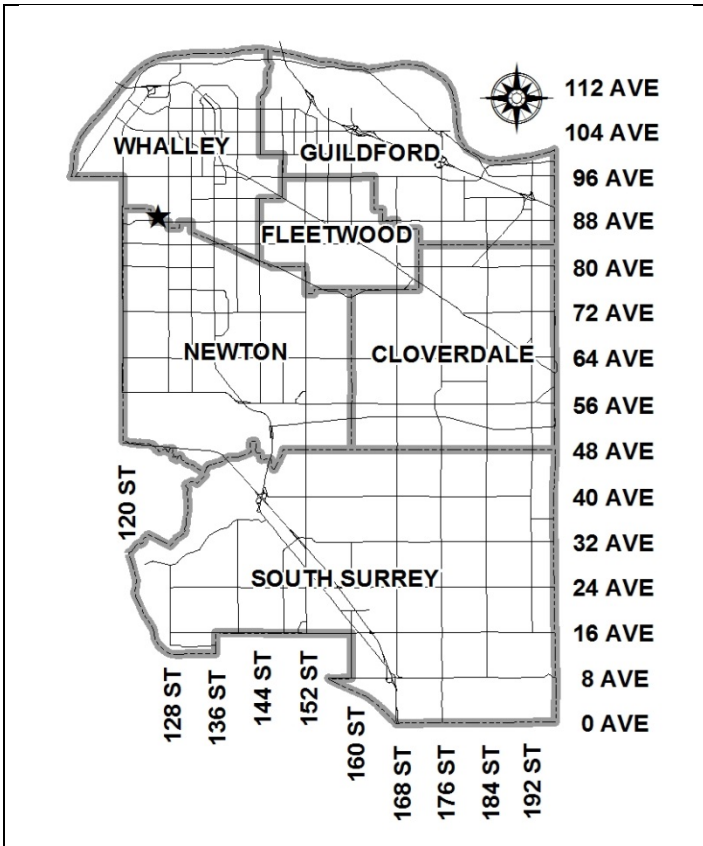 112 AVE
104 AVE
WHALLEY
GUILDFORD
96 AVE
88 AVE
FLEETWOOD
80 AVE
72 AVE
NEWTON
CLOVERDALE
64 AVE
56 AVE
48 AVE
120 ST
40 AVE
32 AVE
SOUTH SURREY
24 AVE
16 AVE
128 ST
136 ST
144 ST
152 ST
160 ST
8 AVE
0 AVE
168 ST
176 ST
184 ST
192 ST